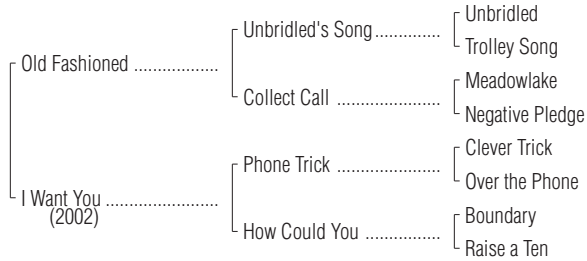 Unbridled
Unbridled's Song..............
Trolley Song
Old Fashioned ..................
Meadowlake
Collect Call ......................
Negative Pledge
Clever Trick
Phone Trick ......................
Over the Phone
I Want You ........................
(2002)
Boundary
How Could You ................
Raise a Ten